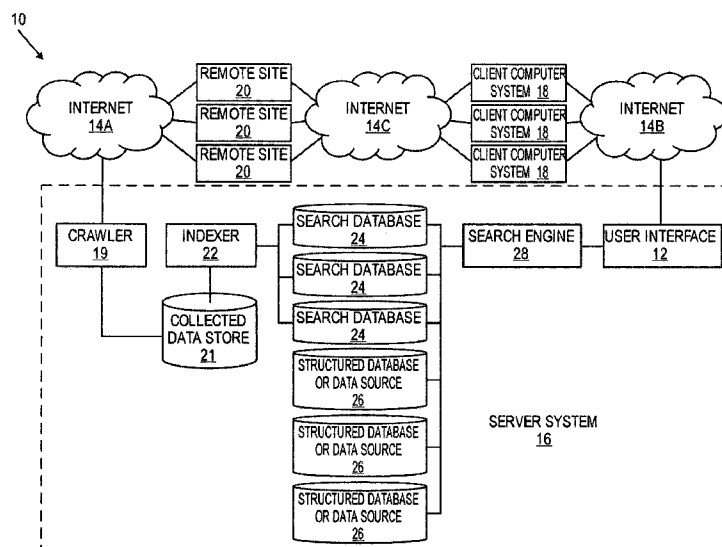 10
INTERNET
14A
REMOTE SITE
20
REMOTE SITE
20
REMOTE SITE
20
INTERNET
14C
CLIENT COMPUTER
SYSTEM 18
CLIENT COMPUTER
SYSTEM 18
CLIENT COMPUTER
SYSTEM 18
INTERNET
14B
CRAWLER
19
INDEXER
22
COLLECTED
DATA STORE
21
SEARCH DATABASE
24
SEARCH DATABASE
24
SEARCH DATABASE
24
STRUCTURED DATABASE
OR DATA SOURCE
26
STRUCTURED DATABASE
OR DATA SOURCE
26
STRUCTURED DATABASE
OR DATA SOURCE
26
SEARCH ENGINE
28
USER INTERFACE
12
SERVER SYSTEM
16